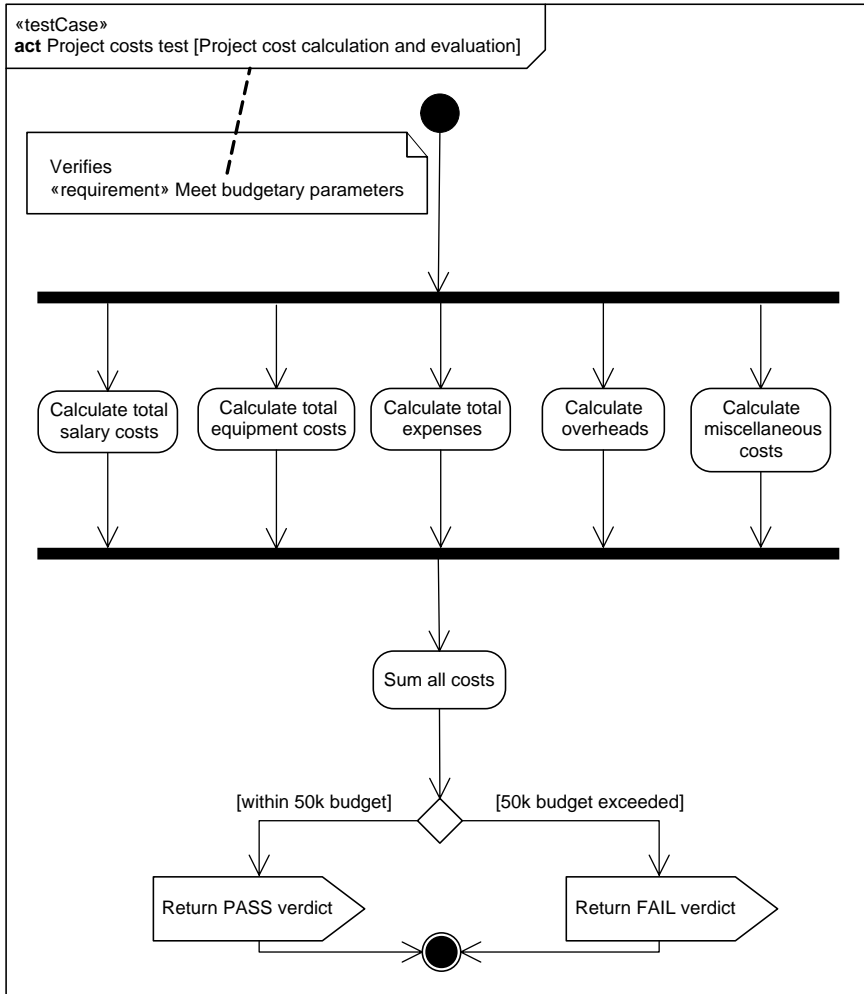 «testCase»
act Project costs test [Project cost calculation and evaluation]
Verifies
«requirement» Meet budgetary parameters
Calculate total
salary costs
Calculate total
equipment costs
Calculate total
expenses
Calculate
overheads
Calculate
miscellaneous
costs
Sum all costs
[within 50k budget]
[50k budget exceeded]
Return PASS verdict
Return FAIL verdict